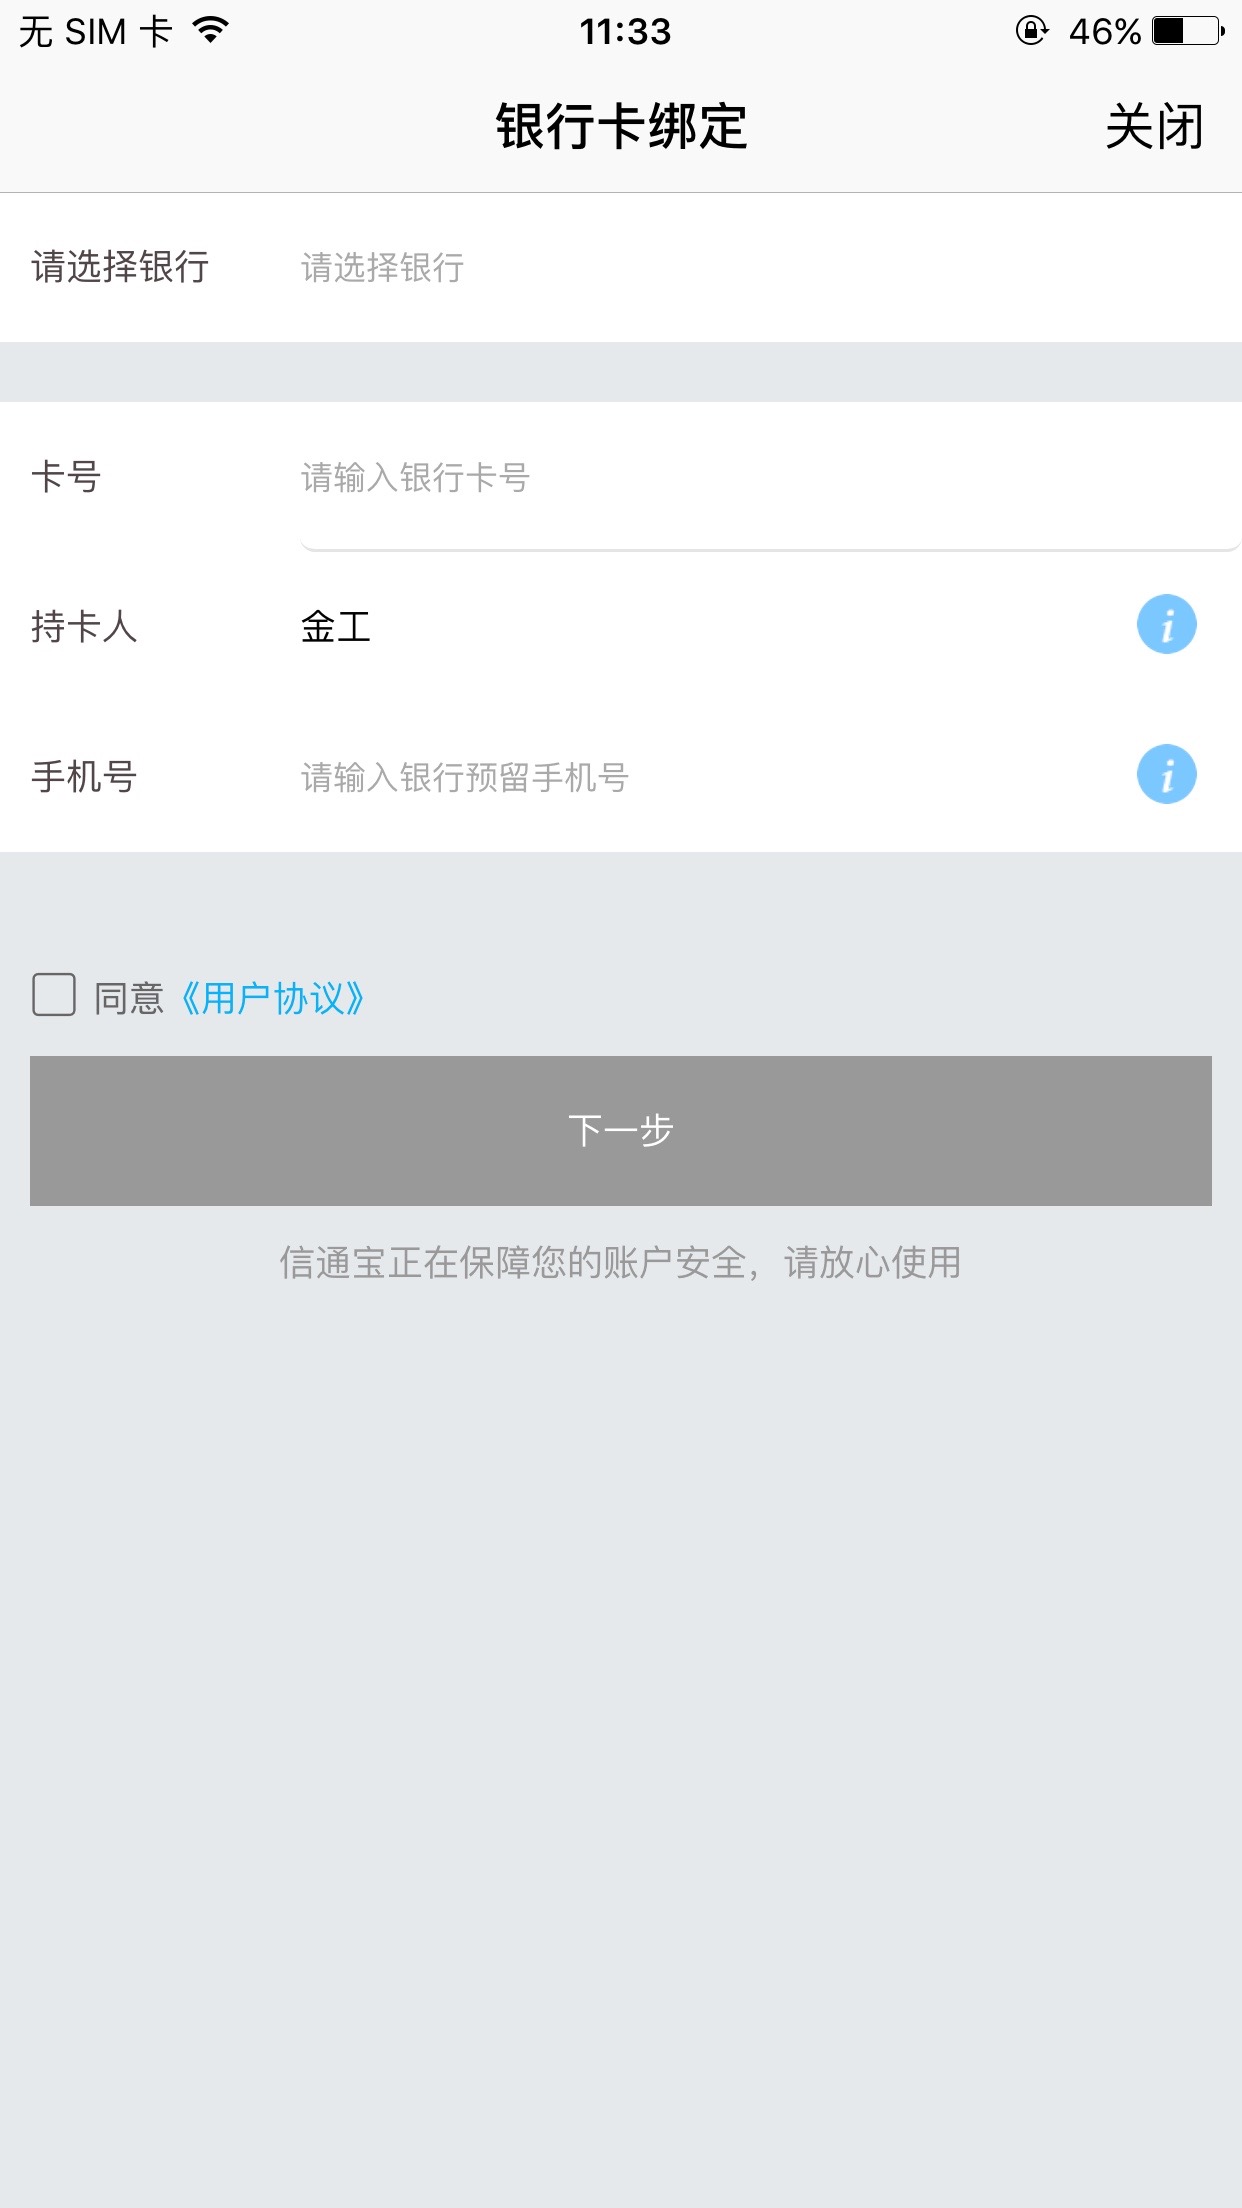 无 SIM 卡 11:33 46%
银行卡绑定 关闭
请选择银行 请选择银行
卡号 请输入银行卡号
持卡人 金工 i
手机号 请输入银行预留手机号 i
同意《用户协议》
下一步
信通宝正在保障您的账户安全，请放心使用